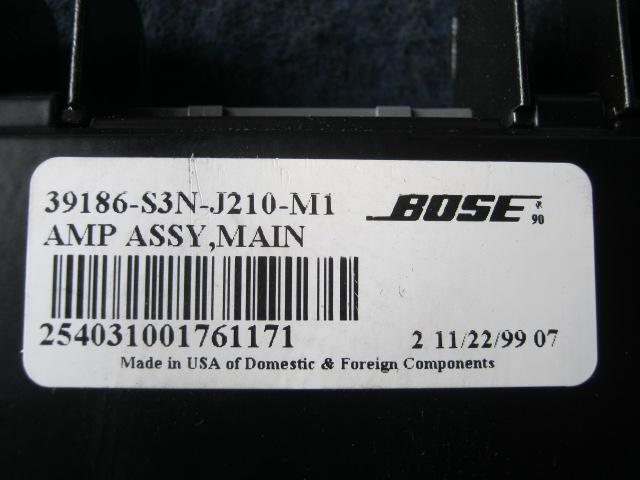 39186-S3N-J210-M1
BOSE® 90
AMP ASSY,MAIN
254031001761171
2 11/22/99 07
Made in USA of Domestic & Foreign Components